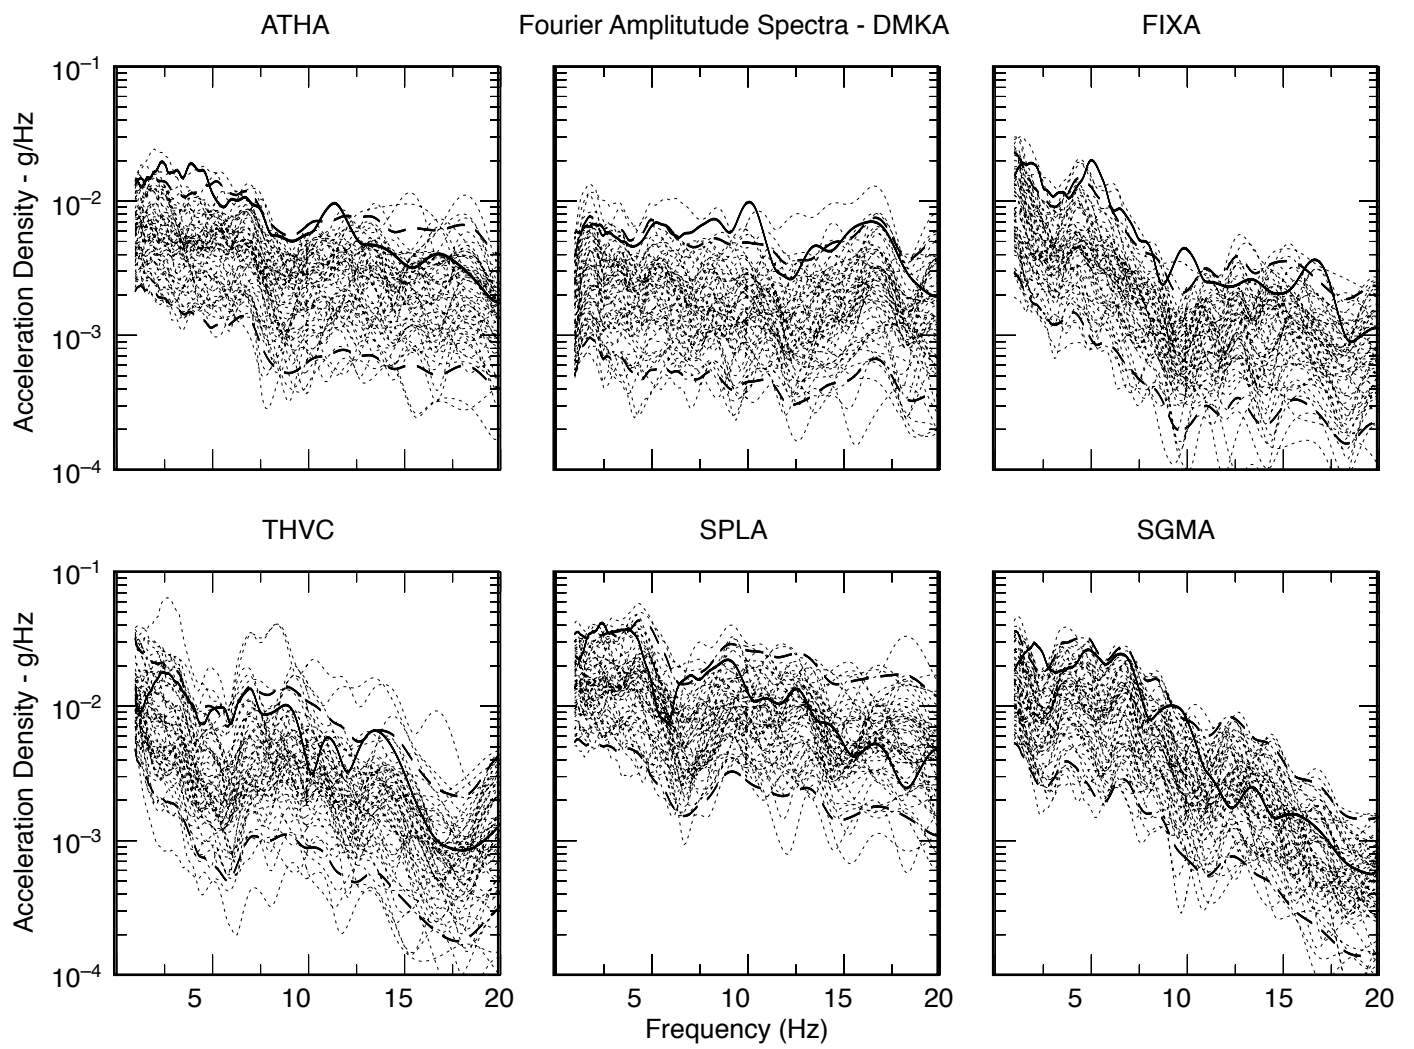 ATHA
Fourier Amplitutude Spectra - DMKA
FIXA
10⁻¹
10⁻²
10⁻³
10⁻⁴
Acceleration Density - g/Hz
THVC
SPLA
SGMA
10⁻¹
10⁻²
10⁻³
10⁻⁴
Acceleration Density - g/Hz
5 10 15 20
5 10 15 20
5 10 15 20
Frequency (Hz)